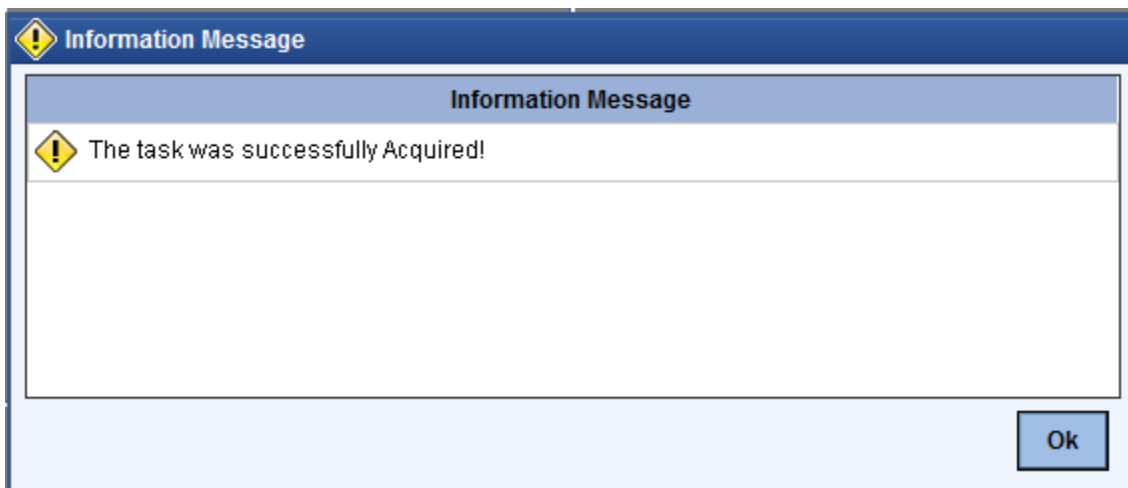 Information Message
Information Message
The task was successfully Acquired!
Ok